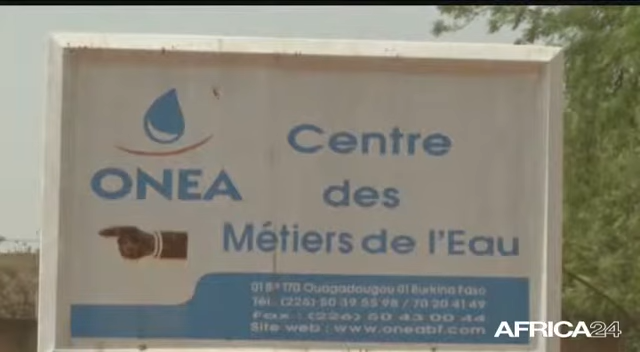 ONEA
Centre
des
Métiers de l'Eau
01 BP 170 Ouagadougou 01 Burkina Faso
Tél. : (226) 50 39 55 98 / 70 20 41 49
Fax : (226) 50 43 00 44
Site web : www.oneabf.com
AFRICA24